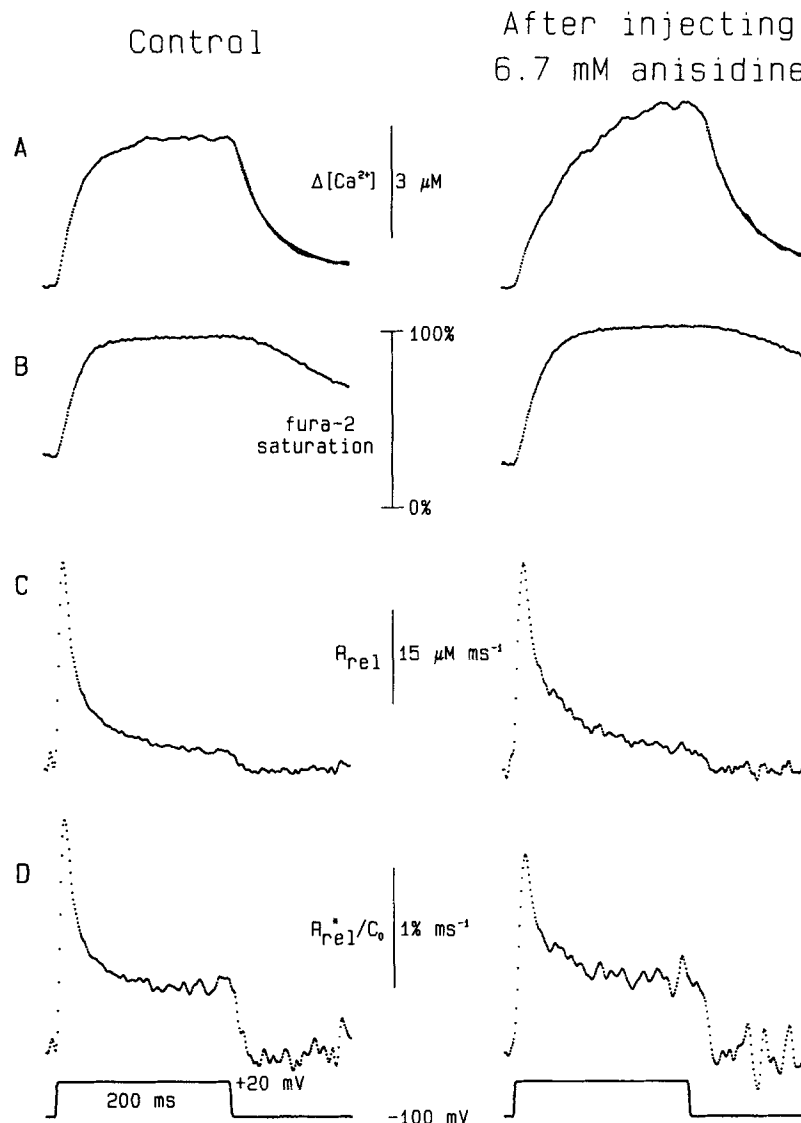 Control
After injecting
6.7 mM anisidine
A
Δ[Ca²⁺] 3 μM
B
100%
fura-2
saturation
0%
C
R_rel 15 μM ms⁻¹
D
R*_rel/C₀ 1% ms⁻¹
+20 mV
200 ms
-100 mV